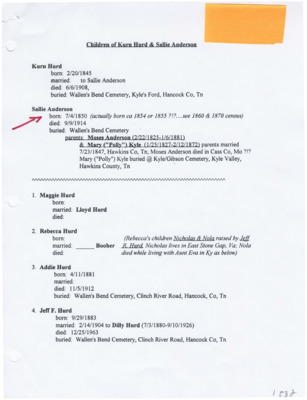 Children of Kurn Hurd & Sallie Anderson
Kurn Hurd
born: 2/20/1845
married: to Sallie Anderson
died: 6/6/1908,
buried: Wallen's Bend Cemetery, Kyle's Ford, Hancock Co, Tn
Sallie Anderson
born: 7/4/1850 (actually born ca 1854 or 1855 ?!?....see 1860 & 1870 census)
died: 9/9/1914
buried: Wallen's Bend Cemetery
parents: Moses Anderson (2/22/1825-1/6/1881)
& Mary ("Polly") Kyle (1/25/1827-2/12/1872) parents married
7/23/1847, Hawkins Co, Tn; Moses Anderson died in Cass Co, Mo ?!?
Mary ("Polly") Kyle buried @ Kyle/Gibson Cemetery, Kyle Valley,
Hawkins County, Tn
1. Maggie Hurd
born:
married: Lloyd Hurd
died:
2. Rebecca Hurd
born: (Rebecca's children Nicholas & Nola raised by Jeff
married: ______ Booher R. Hurd, Nicholas lives in East Stone Gap, Va; Nola
died: died while living with Aunt Eva in Ky as below)
3. Addie Hurd
born: 4/11/1881
married:
died: 11/5/1912
buried: Wallen's Bend Cemetery, Clinch River Road, Hancock, Co, Tn
4. Jeff F. Hurd
born: 9/29/1883
married: 2/14/1904 to Dilly Hurd (7/3/1880-9/10/1926)
died: 12/25/1963
buried: Wallen's Bend Cemetery, Clinch River Road, Hancock, Co, Tn